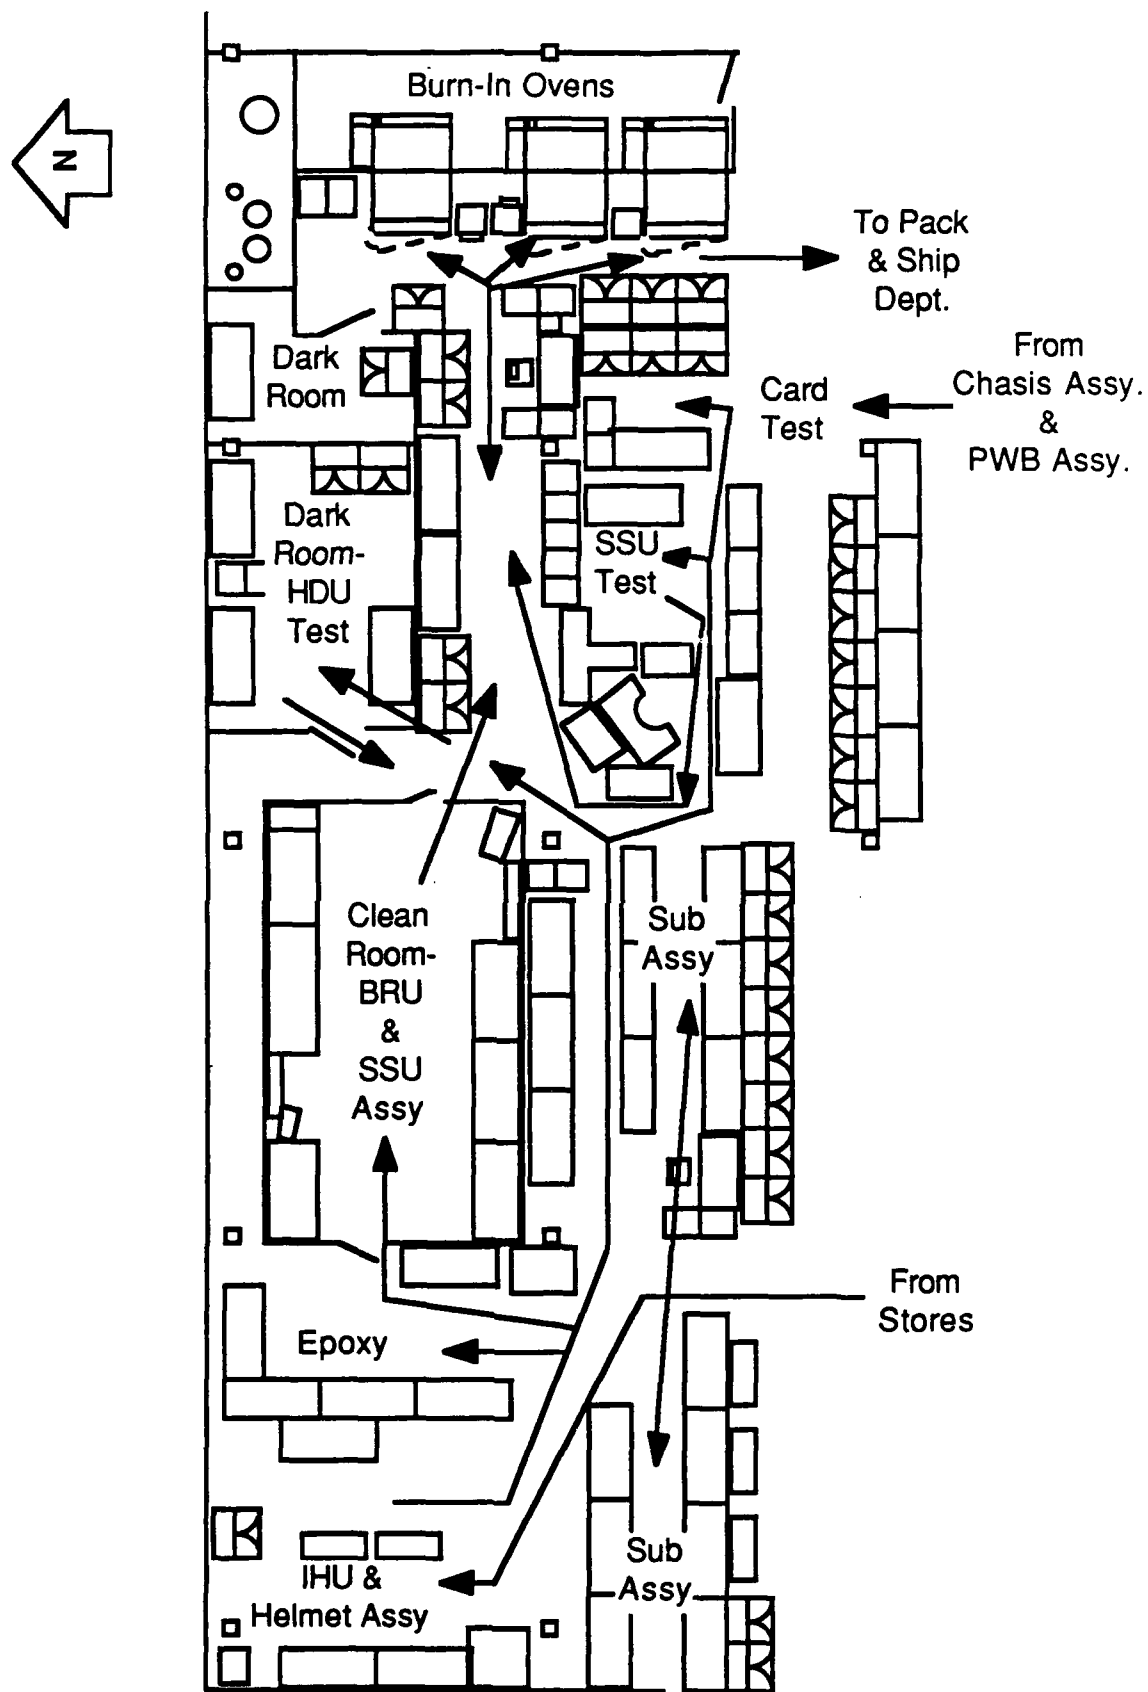 Burn-In Ovens
N
To Pack
& Ship
Dept.
From
Chasis Assy.
&
PWB Assy.
Card
Test
Dark
Room
Dark
Room-
HDU
Test
SSU
Test
Clean
Room-
BRU
&
SSU
Assy
Sub
Assy
From
Stores
Epoxy
Sub
Assy
IHU &
Helmet Assy